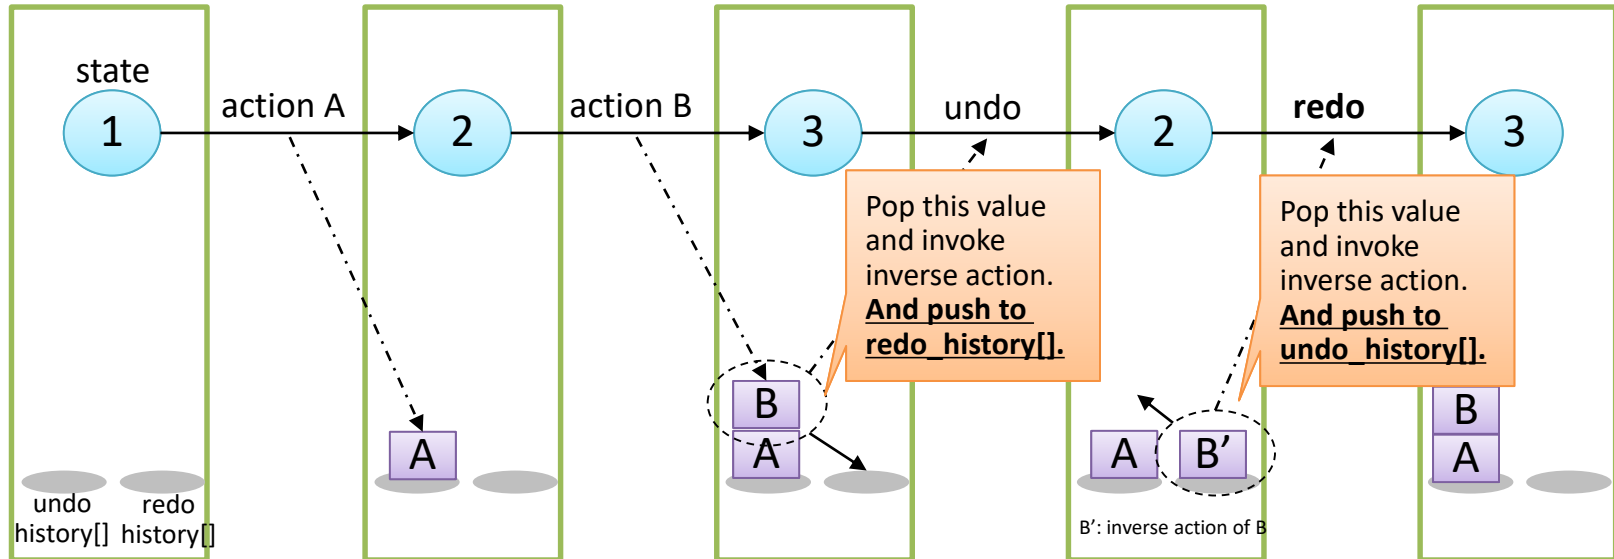 state
1
action A
2
action B
3
undo
2
redo
3
Pop this value
and invoke
inverse action.
And push to
redo_history[].
Pop this value
and invoke
inverse action.
And push to
undo_history[].
A
B
A
A
B’
B
A
undo
history[]
redo
history[]
B’: inverse action of B